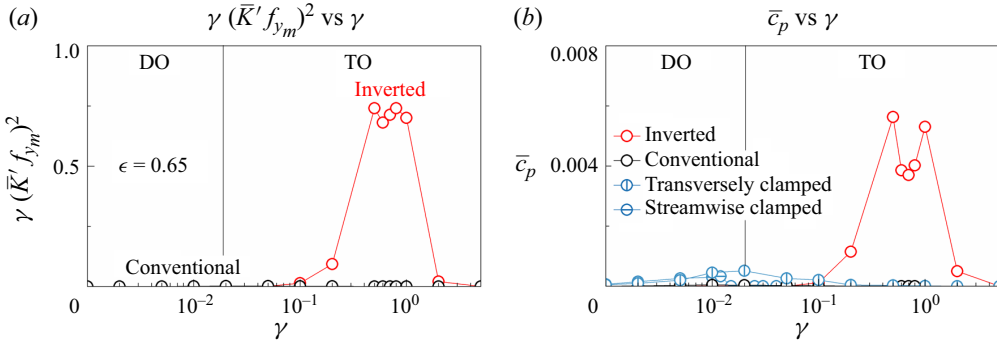 (a) γ (K̄′ f_{y_m})² vs γ
1.0
DO
TO
Inverted
γ (K̄′ f_{y_m})²
0.5
ϵ = 0.65
Conventional
0
10⁻²
10⁻¹
10⁰
γ
(b) c̄_p vs γ
0.008
DO
TO
Inverted
c̄_p
0.004
Conventional
Transversely clamped
Streamwise clamped
0
10⁻²
10⁻¹
10⁰
γ